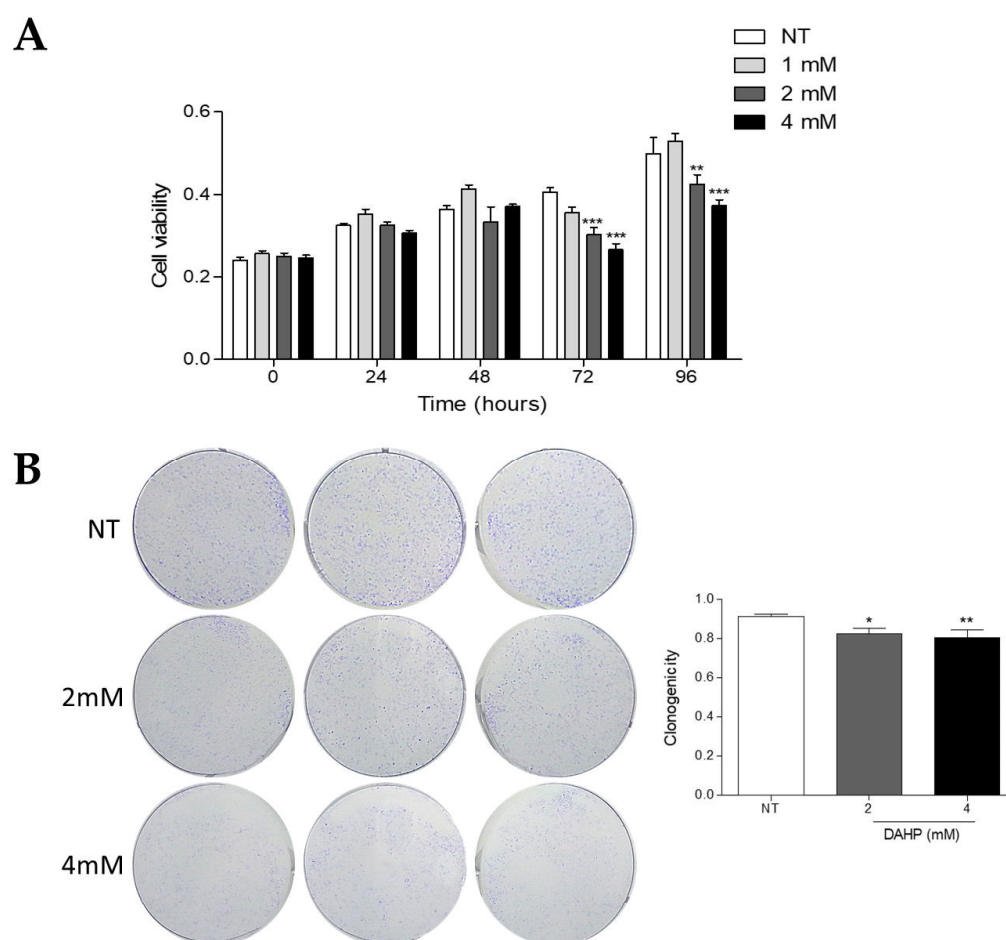 A
NT
1 mM
2 mM
4 mM
Cell viability
0.6
0.4
0.2
0.0
** 
***
***
***
0
24
48
72
96
Time (hours)
B
NT
2mM
4mM
Clonogenicity
1.0
0.8
0.6
0.4
0.2
0.0
*
**
NT
2
4
DAHP (mM)